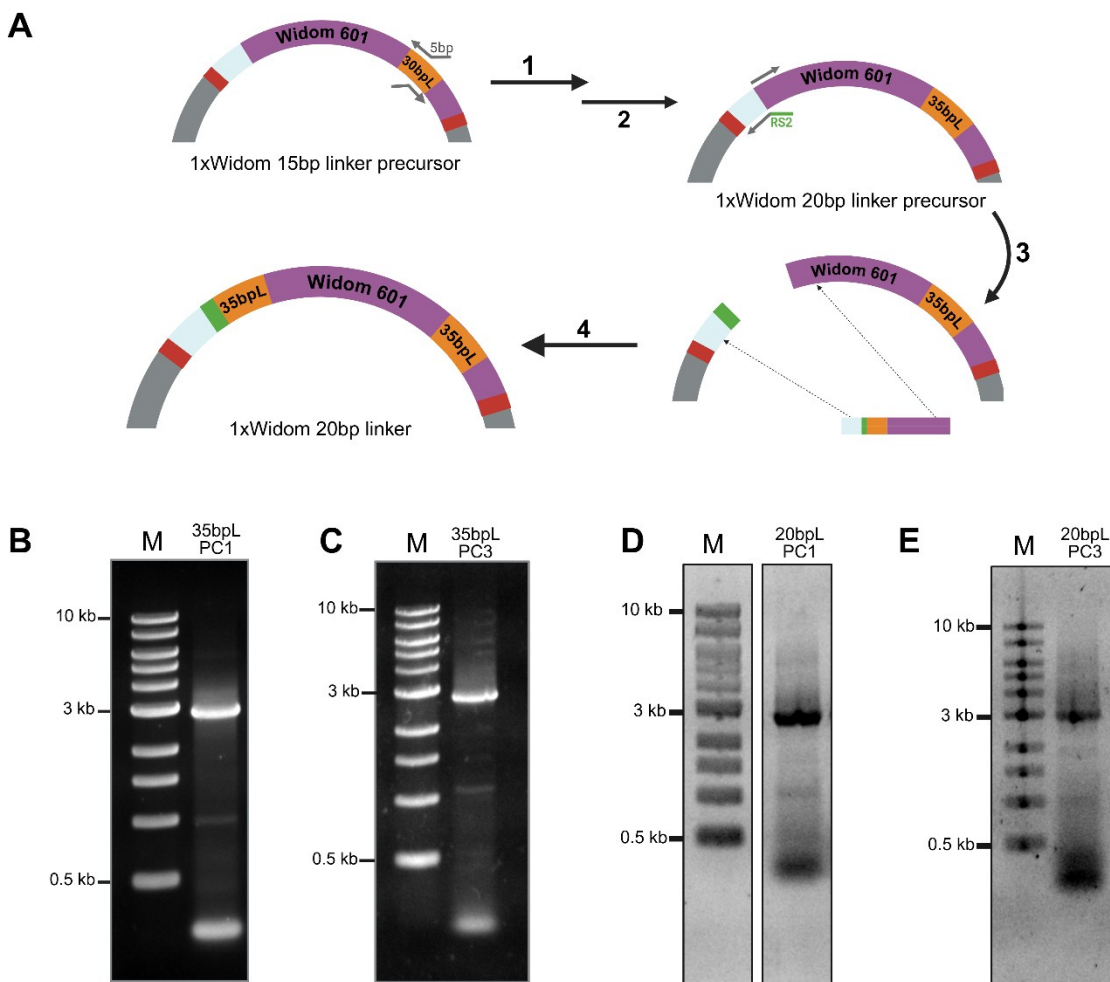 A
Widom 601
5bp
30bpL
1xWidom 15bp linker precursor
1
2
Widom 601
35bpL
RS2
1xWidom 20bp linker precursor
3
Widom 601
35bpL
4
35bpL
Widom 601
35bpL
1xWidom 20bp linker
B
M
35bpL
PC1
10 kb
3 kb
0.5 kb
C
M
35bpL
PC3
10 kb
3 kb
0.5 kb
D
M
20bpL
PC1
10 kb
3 kb
0.5 kb
E
M
20bpL
PC3
10 kb
3 kb
0.5 kb